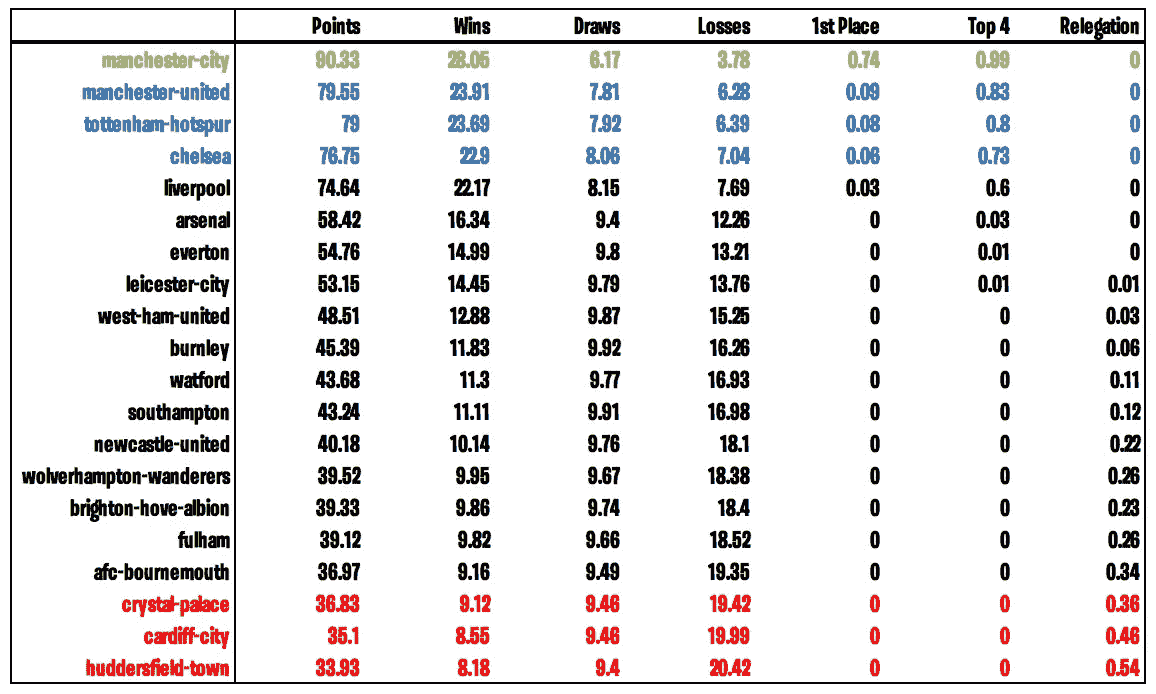 Points Wins Draws Losses 1st Place Top 4 Relegation
manchester-city 90.33 28.05 6.17 3.78 0.74 0.99 0
manchester-united 79.55 23.91 7.81 6.28 0.09 0.83 0
tottenham-hotspur 79 23.69 7.92 6.39 0.08 0.8 0
chelsea 76.75 22.9 8.06 7.04 0.06 0.73 0
liverpool 74.64 22.17 8.15 7.69 0.03 0.6 0
arsenal 58.42 16.34 9.4 12.26 0 0.03 0
everton 54.76 14.99 9.8 13.21 0 0.01 0
leicester-city 53.15 14.45 9.79 13.76 0 0.01 0.01
west-ham-united 48.51 12.88 9.87 15.25 0 0 0.03
burnley 45.39 11.83 9.92 16.26 0 0 0.06
watford 43.68 11.3 9.77 16.93 0 0 0.11
southampton 43.24 11.11 9.91 16.98 0 0 0.12
newcastle-united 40.18 10.14 9.76 18.1 0 0 0.22
wolverhampton-wanderers 39.52 9.95 9.67 18.38 0 0 0.26
brighton-hove-albion 39.33 9.86 9.74 18.4 0 0 0.23
fulham 39.12 9.82 9.66 18.52 0 0 0.26
afc-bournemouth 36.97 9.16 9.49 19.35 0 0 0.34
crystal-palace 36.83 9.12 9.46 19.42 0 0 0.36
cardiff-city 35.1 8.55 9.46 19.99 0 0 0.46
huddersfield-town 33.93 8.18 9.4 20.42 0 0 0.54